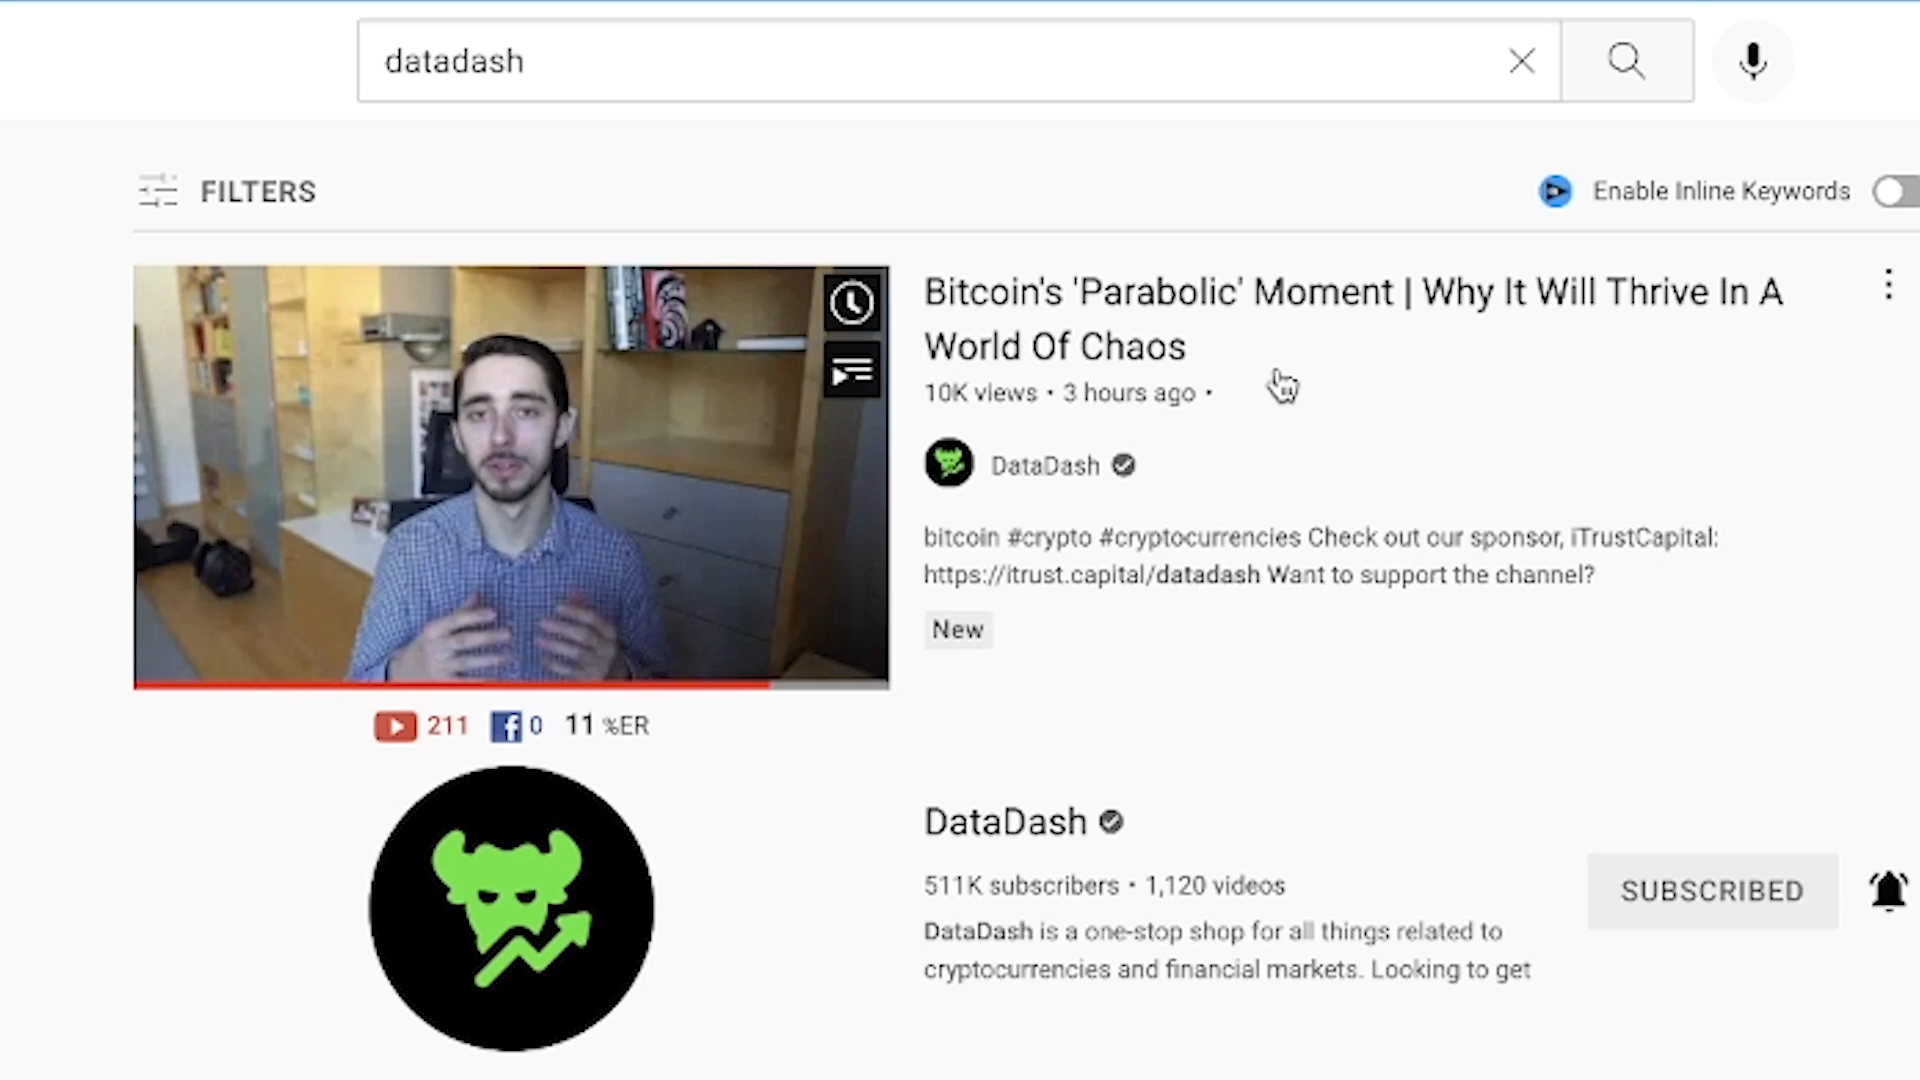 datadash
FILTERS
Enable Inline Keywords
Bitcoin's 'Parabolic' Moment | Why It Will Thrive In A
World Of Chaos
10K views • 3 hours ago •
DataDash
bitcoin #crypto #cryptocurrencies Check out our sponsor, iTrustCapital:
https://itrust.capital/datadash Want to support the channel?
New
211 f 0 11 %ER
DataDash
511K subscribers • 1,120 videos
SUBSCRIBED
DataDash is a one-stop shop for all things related to
cryptocurrencies and financial markets. Looking to get